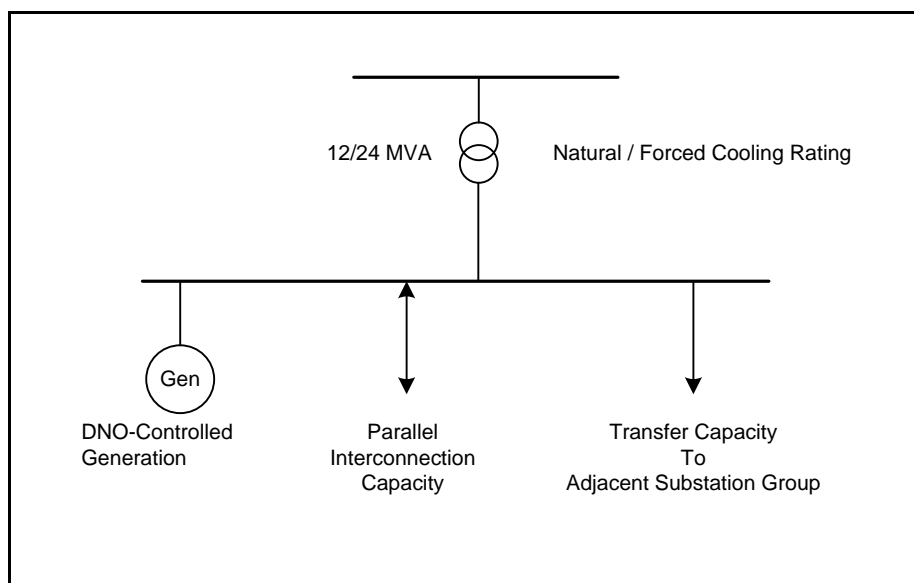 12/24 MVA
Natural / Forced Cooling Rating
Gen
DNO-Controlled
Generation
Parallel
Interconnection
Capacity
Transfer Capacity
To
Adjacent Substation Group